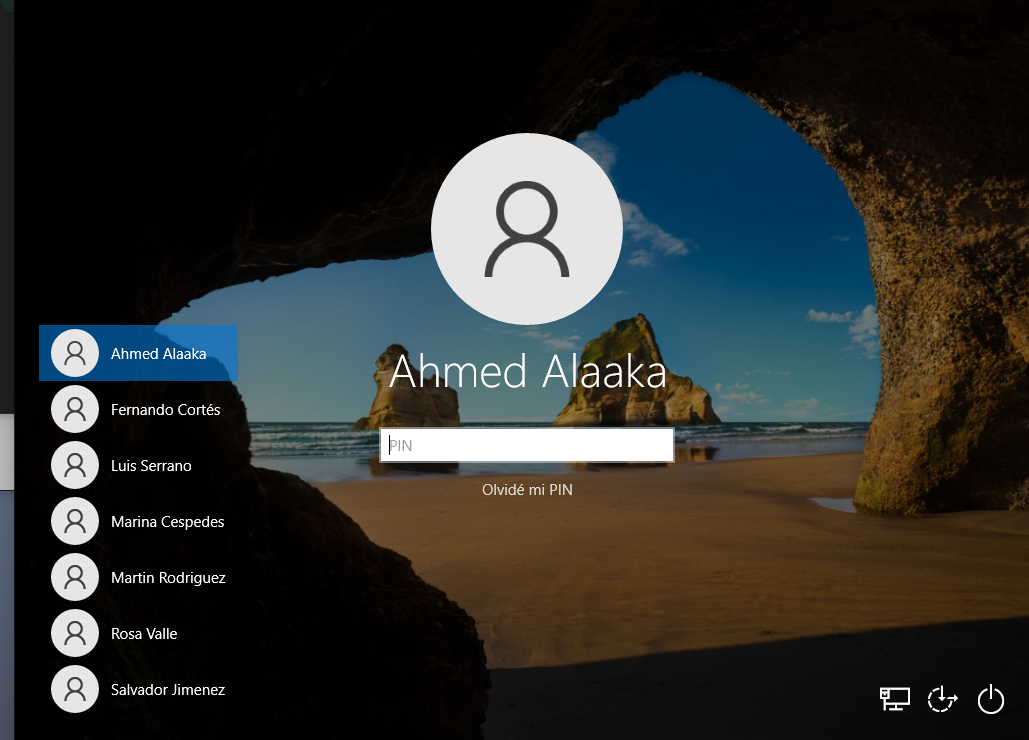 Ahmed Alaaka
Fernando Cortés
Luis Serrano
Marina Cespedes
Martin Rodriguez
Rosa Valle
Salvador Jimenez
Ahmed Alaaka
PIN
Olvidé mi PIN